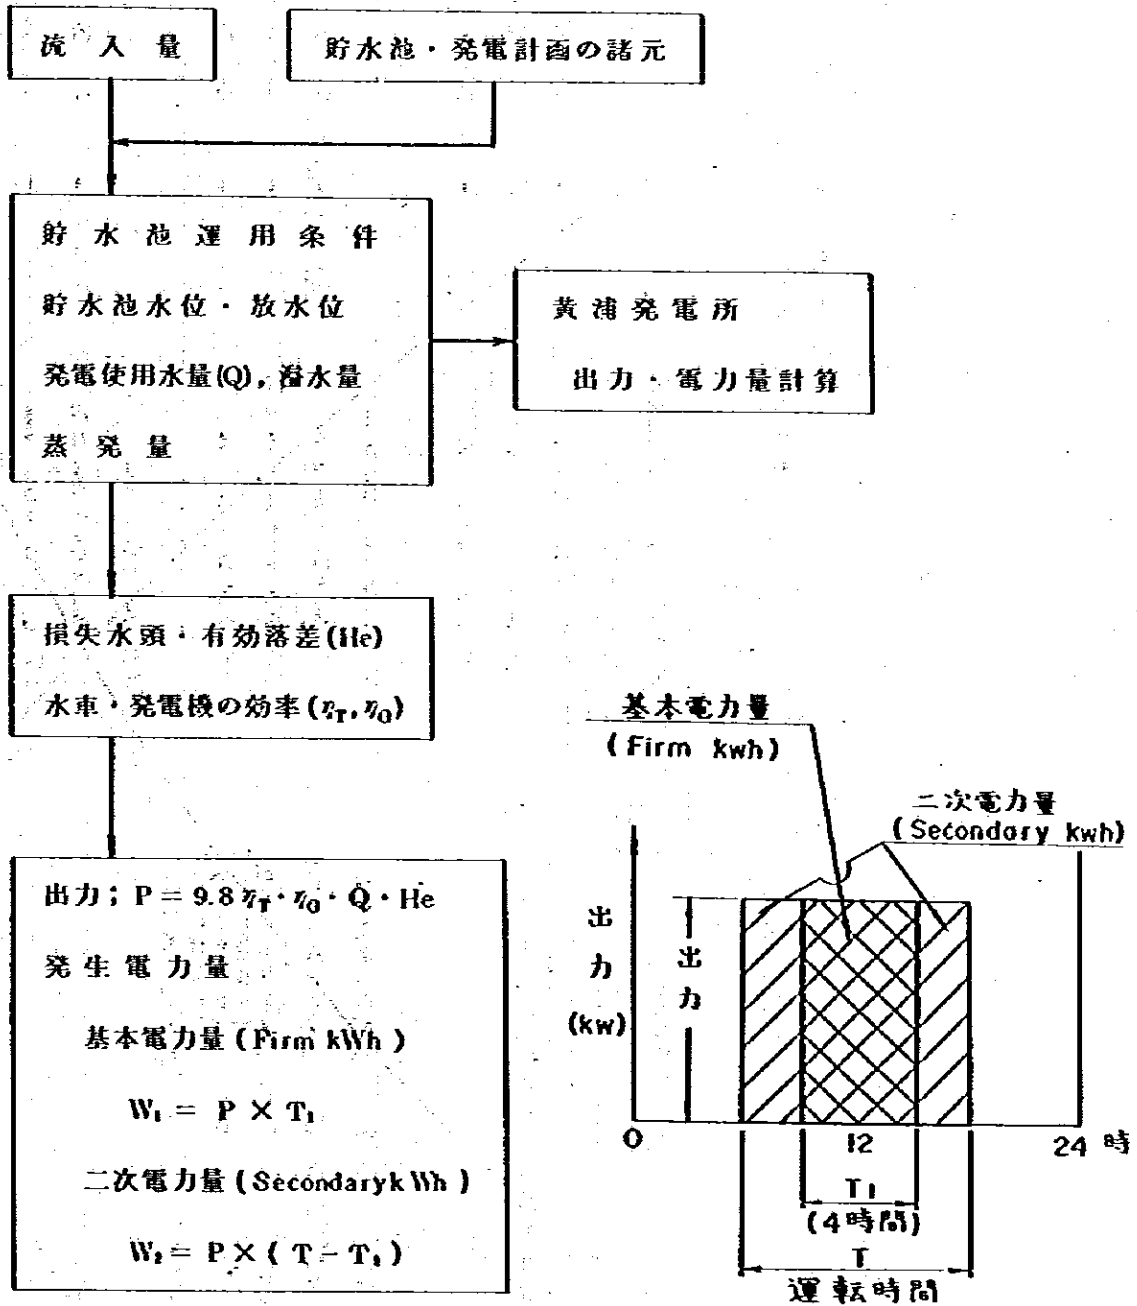 流入量
貯水池・発電計画の諸元
貯水池運用条件
貯水池水位・放水位
発電使用水量(Q),溢水量
蒸発量
黄浦発電所
出力・電力量計算
損失水頭・有効落差(He)
水車・発電機の効率(ηT,ηG)
出力; P = 9.8 ηT・ηG・Q・He
発生電力量
基本電力量 (Firm kWh)
W₁ = P × T₁
二次電力量 (Secondary kWh)
W₂ = P × ( T − T₁ )
基本電力量
(Firm kwh)
二次電力量
(Secondary kwh)
出力
(kw)
出力
0
12
24 時
T₁
(4時間)
T
運転時間